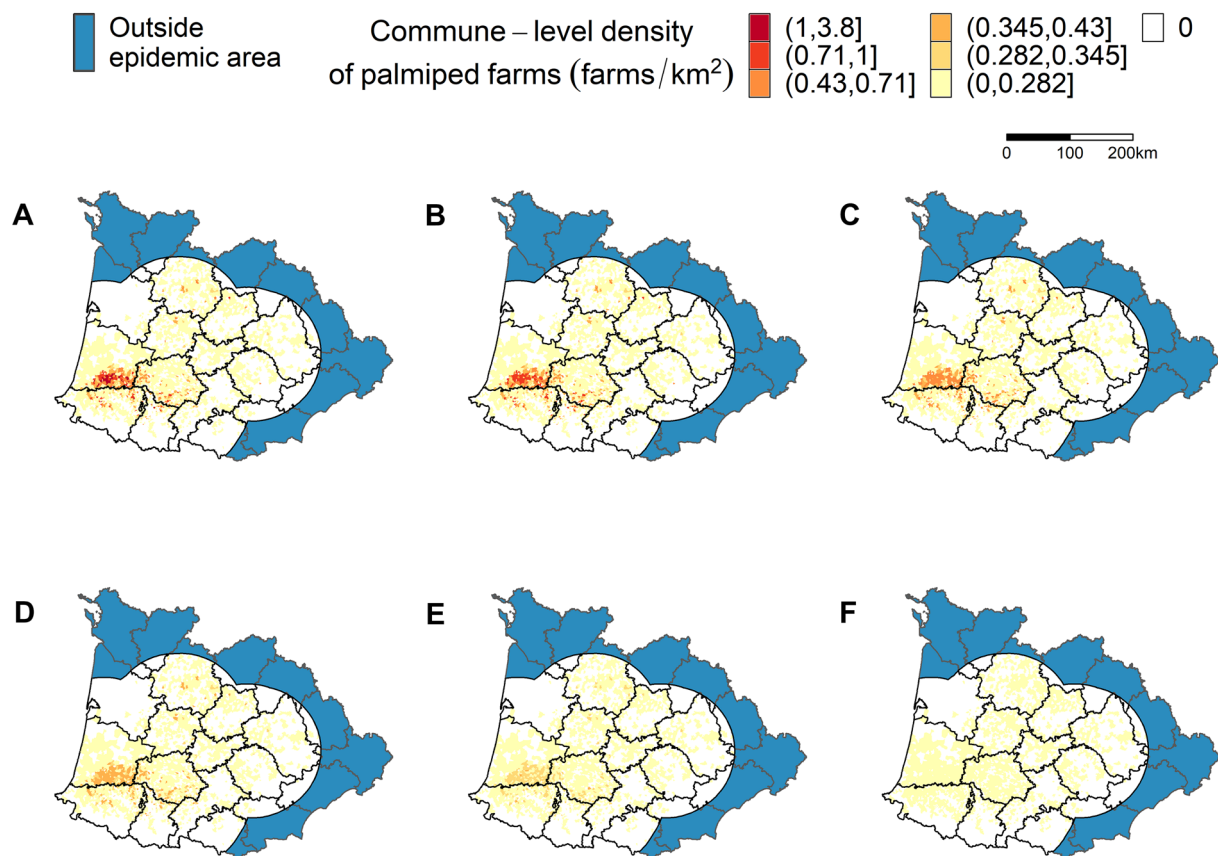 Outside
epidemic area
Commune – level density
of palmiped farms (farms/km²)
(1,3.8]
(0.71,1]
(0.43,0.71]
(0.345,0.43]
(0.282,0.345]
(0,0.282]
0
0 100 200km
A B C
D E F